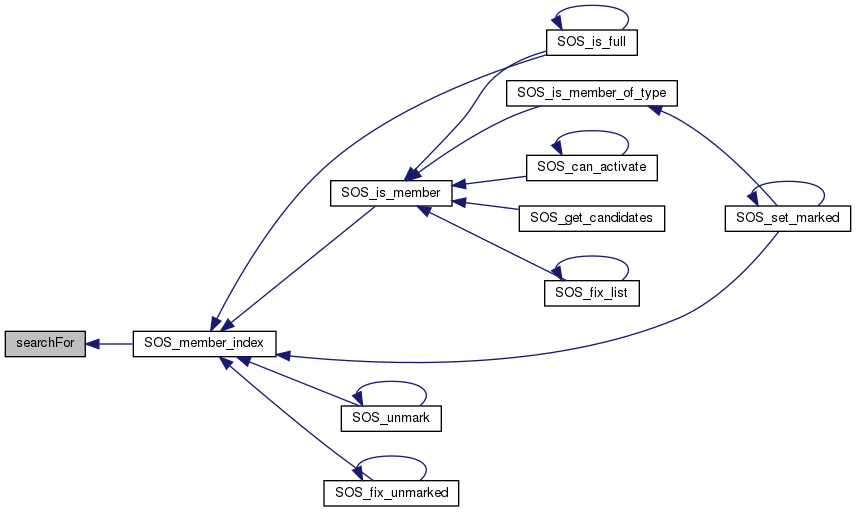 SOS_is_full
SOS_is_member_of_type
SOS_can_activate
SOS_is_member
SOS_get_candidates
SOS_set_marked
SOS_fix_list
searchFor
SOS_member_index
SOS_unmark
SOS_fix_unmarked